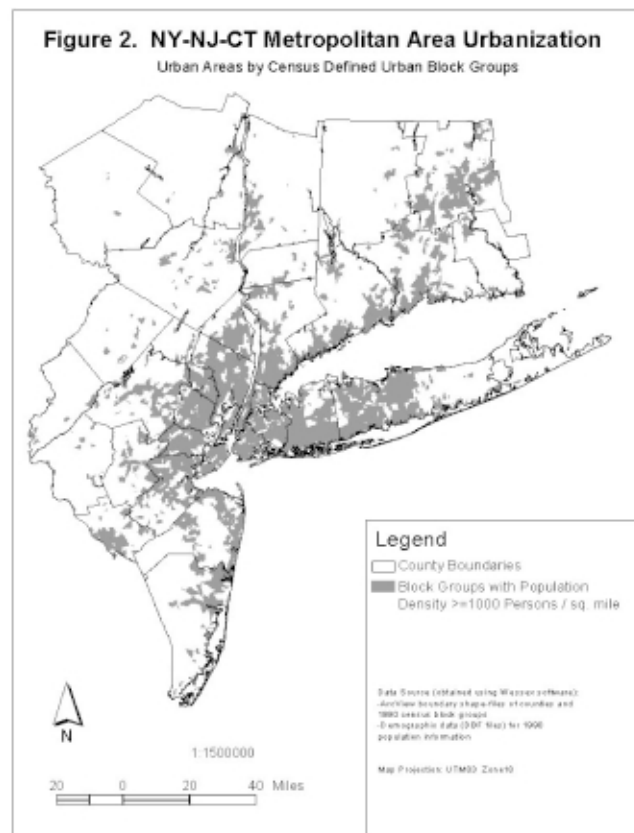 Figure 2. NY-NJ-CT Metropolitan Area Urbanization
Urban Areas by Census Defined Urban Block Groups
Legend
County Boundaries
Block Groups with Population
Density >=1000 Persons / sq. mile
Data Source (obtained using Wessex software):
-ArcView boundary shape-files of counties and
1990 census block groups
-Demographic data (DBF files) for 1990
population information
Map Projection: UTM83 Zone18
N
1:1500000
20 0 20 40 Miles